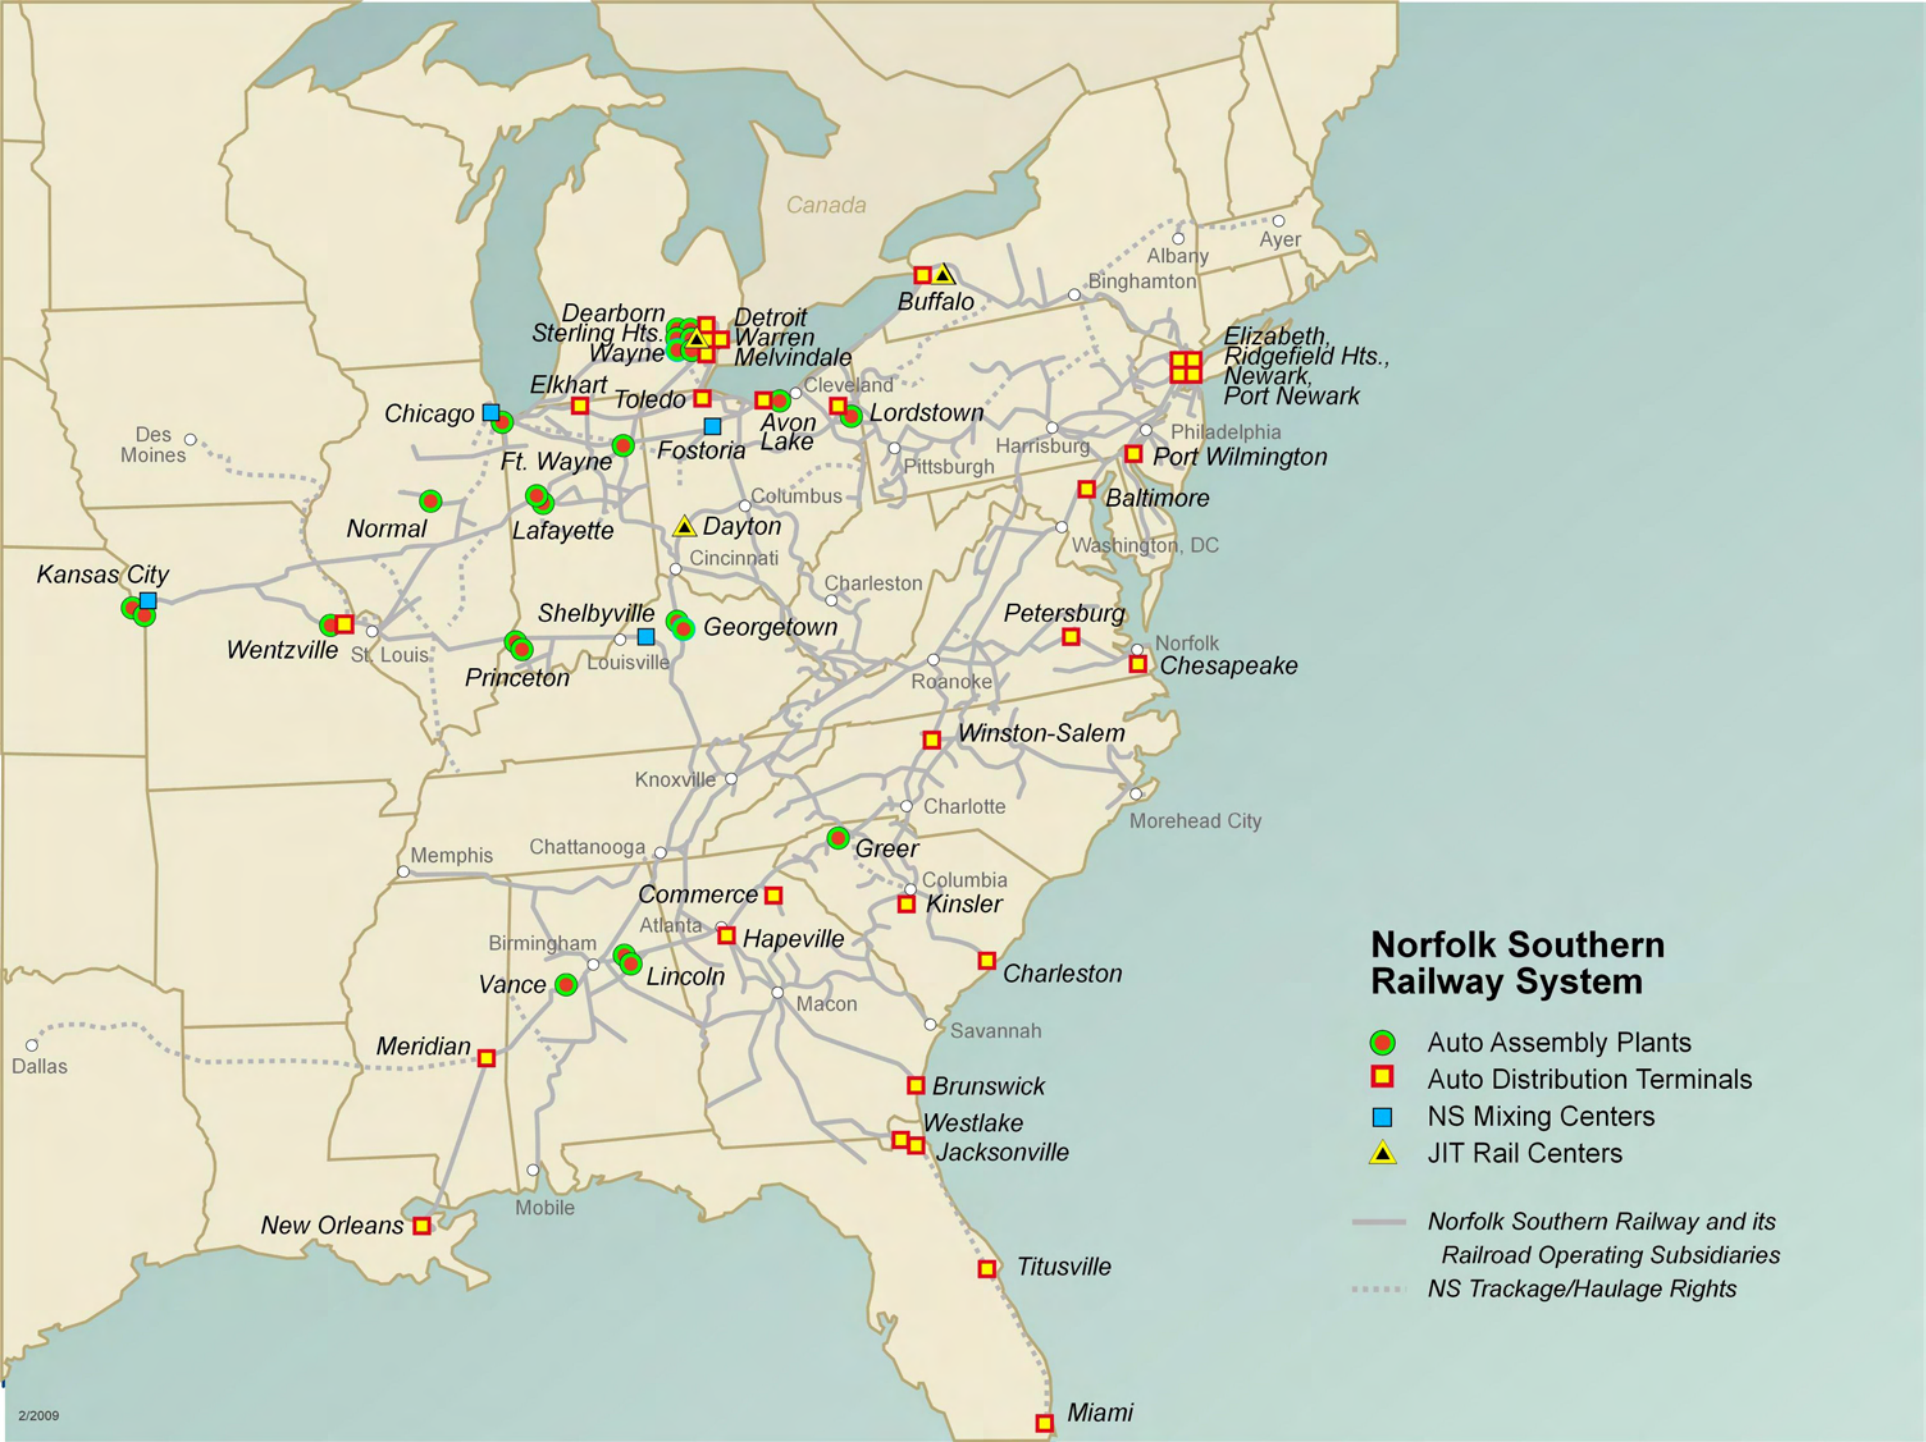 Canada
Ayer
Albany
Binghamton
Buffalo
Dearborn
Sterling Hts.
Wayne
Detroit
Warren
Melvindale
Elizabeth,
Ridgefield Hts.,
Newark,
Port Newark
Elkhart
Toledo
Cleveland
Chicago
Avon
Lake
Lordstown
Des
Moines
Ft. Wayne
Fostoria
Pittsburgh
Harrisburg
Philadelphia
Port Wilmington
Columbus
Baltimore
Normal
Lafayette
Dayton
Washington, DC
Cincinnati
Kansas City
Charleston
Shelbyville
Georgetown
Petersburg
Wentzville
St. Louis
Louisville
Norfolk
Chesapeake
Princeton
Roanoke
Winston-Salem
Knoxville
Charlotte
Morehead City
Chattanooga
Memphis
Greer
Columbia
Commerce
Kinsler
Atlanta
Hapeville
Birmingham
Lincoln
Vance
Charleston
Macon
Savannah
Meridian
Dallas
Brunswick
Westlake
Jacksonville
Mobile
New Orleans
Titusville
Miami
Norfolk Southern
Railway System
Auto Assembly Plants
Auto Distribution Terminals
NS Mixing Centers
JIT Rail Centers
Norfolk Southern Railway and its
Railroad Operating Subsidiaries
NS Trackage/Haulage Rights
2/2009